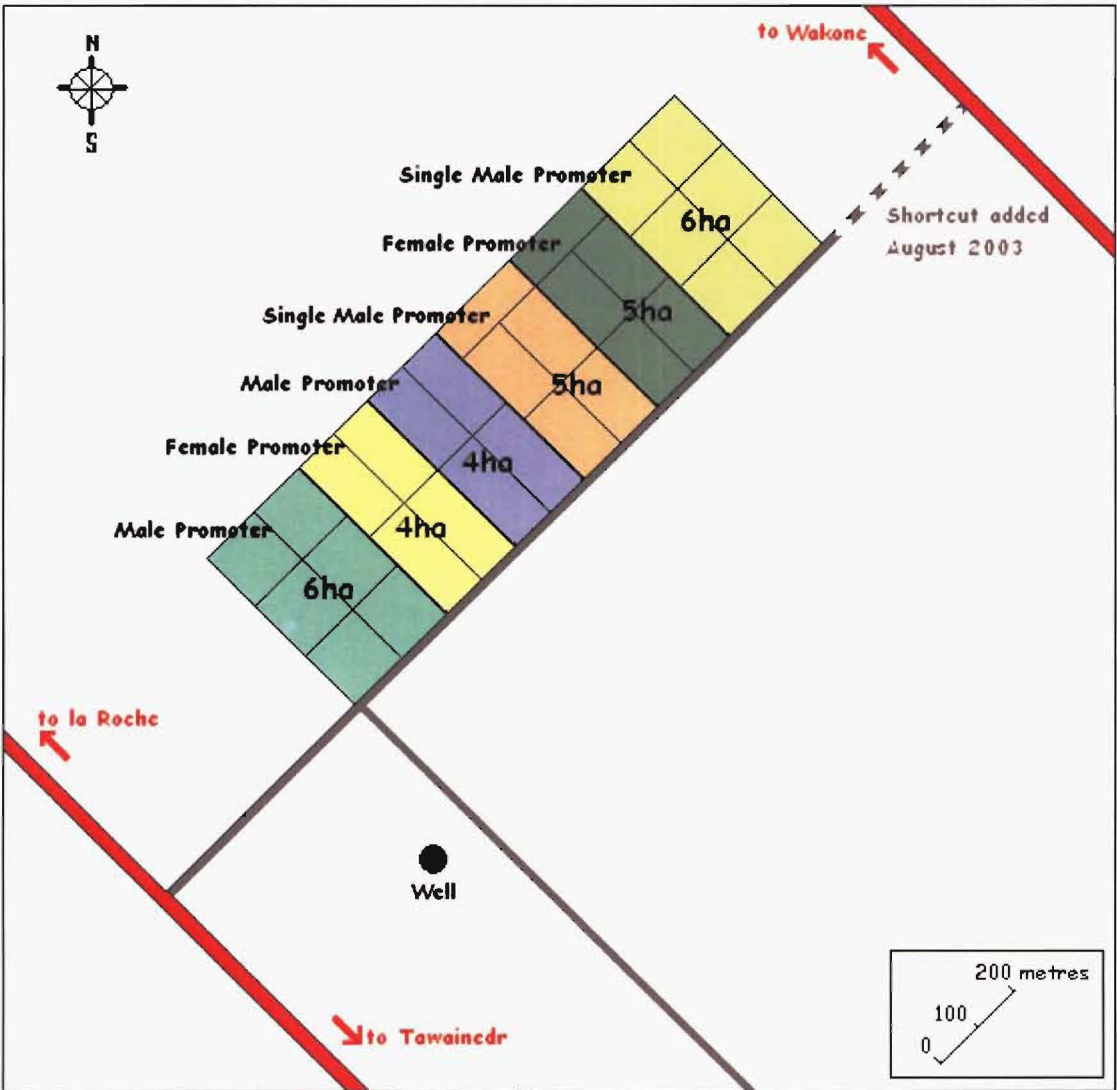 N
S
to Wakone
Single Male Promoter
6ha
Shortcut added
August 2003
Female Promoter
5ha
Single Male Promoter
5ha
Male Promoter
4ha
Female Promoter
4ha
Male Promoter
6ha
to la Roche
Well
to Tawainedr
200 metres
100
0